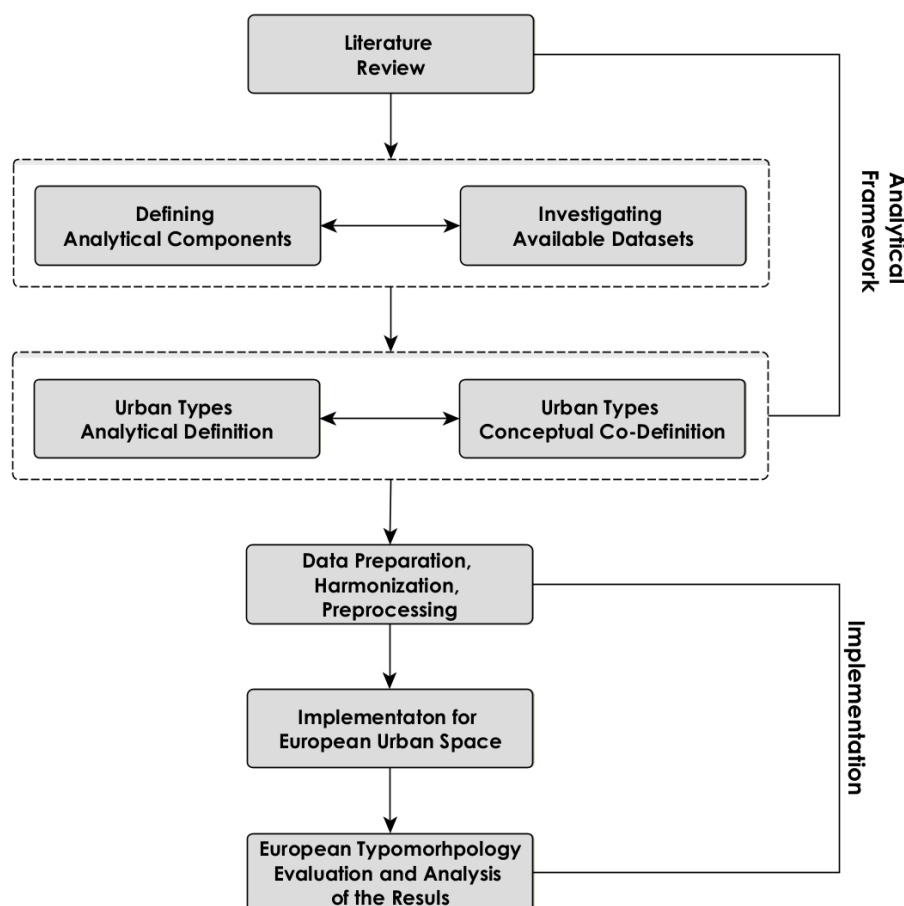 Literature
Review
Defining
Analytical Components
Investigating
Available Datasets
Analytical
Framework
Urban Types
Analytical Definition
Urban Types
Conceptual Co-Definition
Data Preparation,
Harmonization,
Preprocessing
Implementation
Implementaton for
European Urban Space
European Typomorhpology
Evaluation and Analysis
of the Resuls